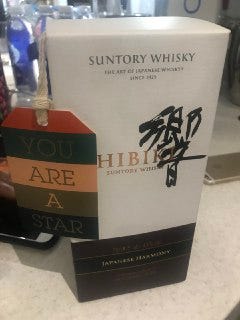 SUNTORY WHISKY
THE ART OF JAPANESE WHISKY
SINCE 1923
響
HIBIKI
SUNTORY WHISKY
JAPANESE HARMONY
YOU
ARE
A
STAR